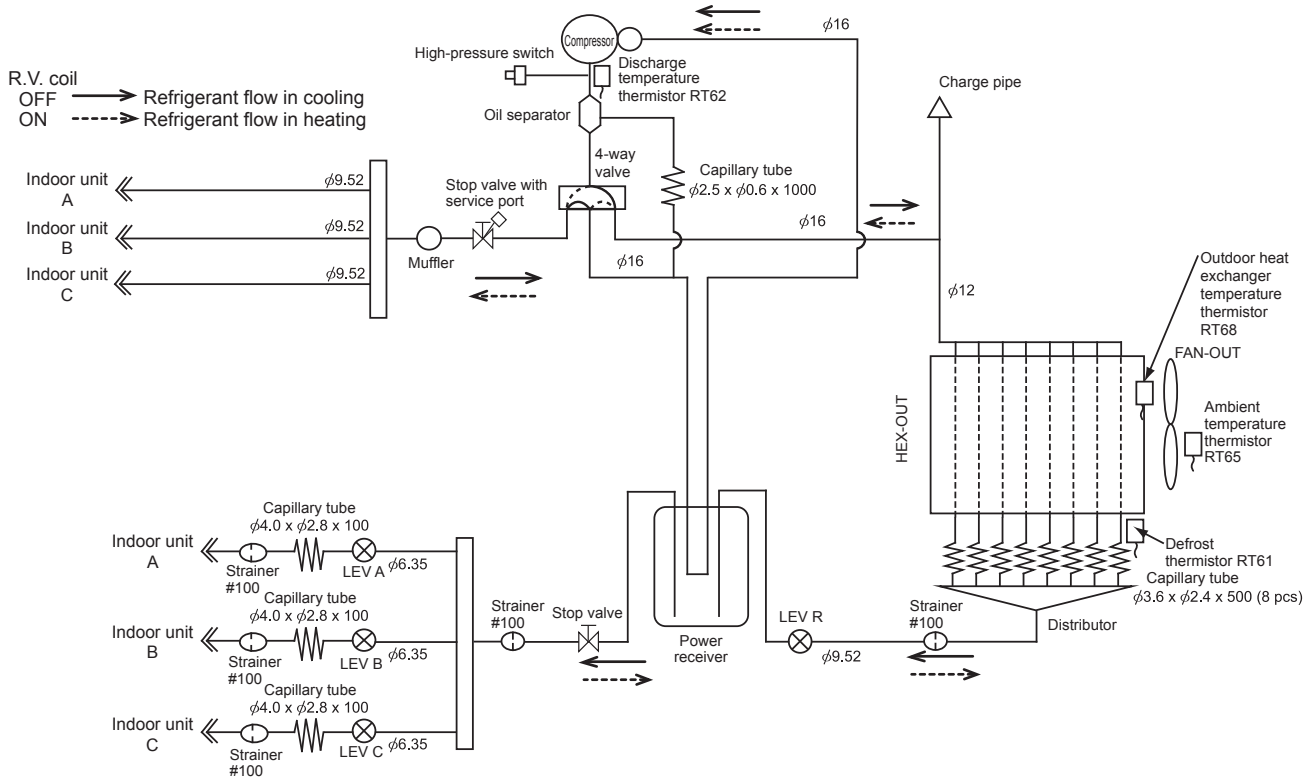 R.V. coil
OFF Refrigerant flow in cooling
ON Refrigerant flow in heating
Compressor
High-pressure switch
Discharge
temperature
thermistor RT62
Oil separator
4-way
valve
Capillary tube
ϕ2.5 x ϕ0.6 x 1000
ϕ16
Charge pipe
Indoor unit
A
ϕ9.52
Indoor unit
B
ϕ9.52
Indoor unit
C
ϕ9.52
Muffler
Stop valve with
service port
ϕ16
ϕ16
ϕ12
Outdoor heat
exchanger
temperature
thermistor
RT68
FAN-OUT
HEX-OUT
Ambient
temperature
thermistor
RT65
Defrost
thermistor RT61
Capillary tube
ϕ3.6 x ϕ2.4 x 500 (8 pcs)
Distributor
Strainer
#100
LEV R
ϕ9.52
Power
receiver
Stop valve
Strainer
#100
Capillary tube
ϕ4.0 x ϕ2.8 x 100
Indoor unit
A
Strainer
#100
LEV A
ϕ6.35
Capillary tube
ϕ4.0 x ϕ2.8 x 100
Indoor unit
B
Strainer
#100
LEV B
ϕ6.35
Capillary tube
ϕ4.0 x ϕ2.8 x 100
Indoor unit
C
Strainer
#100
LEV C
ϕ6.35